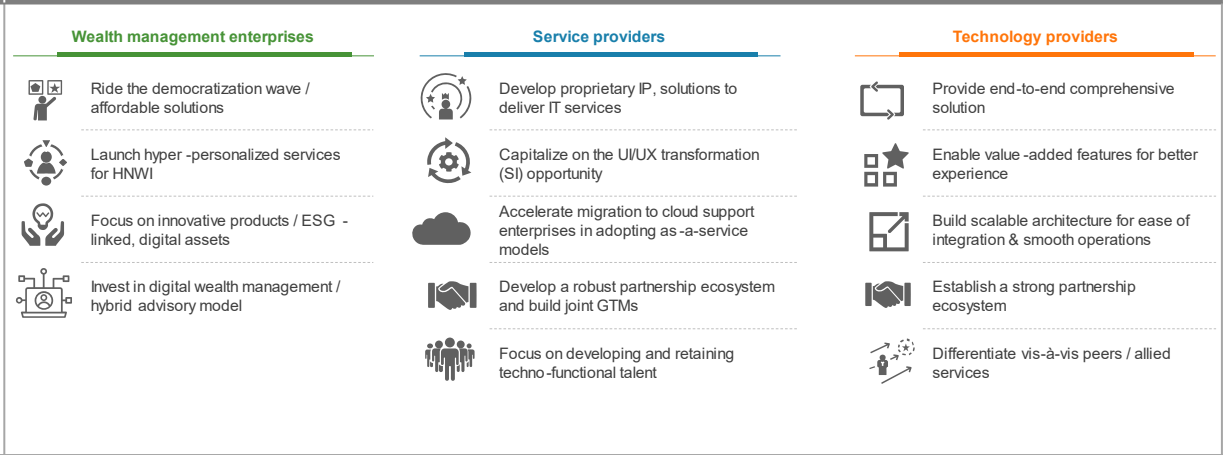 Wealth management enterprises
Ride the democratization wave /
affordable solutions
Launch hyper -personalized services
for HNWI
Focus on innovative products / ESG -
linked, digital assets
Invest in digital wealth management /
hybrid advisory model
Service providers
Develop proprietary IP, solutions to
deliver IT services
Capitalize on the UI/UX transformation
(SI) opportunity
Accelerate migration to cloud support
enterprises in adopting as -a-service
models
Develop a robust partnership ecosystem
and build joint GTMs
Focus on developing and retaining
techno -functional talent
Technology providers
Provide end-to-end comprehensive
solution
Enable value -added features for better
experience
Build scalable architecture for ease of
integration & smooth operations
Establish a strong partnership
ecosystem
Differentiate vis-à-vis peers / allied
services